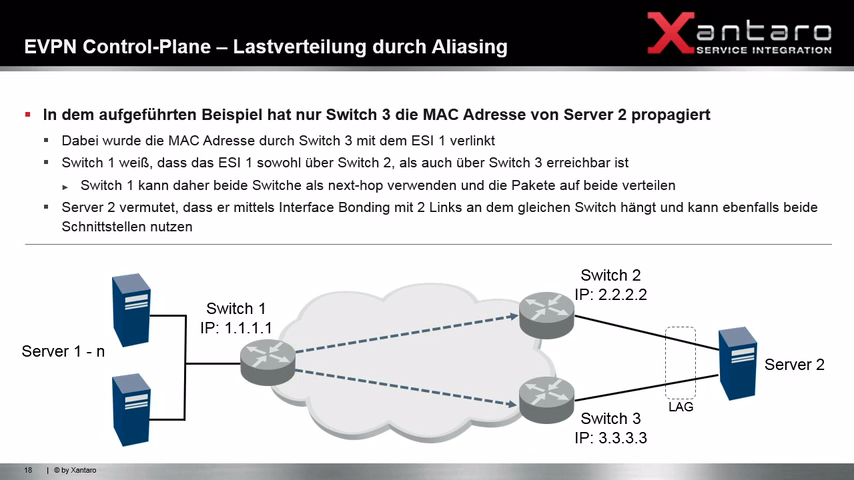 EVPN Control-Plane – Lastverteilung durch Aliasing
Xantaro
SERVICE INTEGRATION
In dem aufgeführten Beispiel hat nur Switch 3 die MAC Adresse von Server 2 propagiert
Dabei wurde die MAC Adresse durch Switch 3 mit dem ESI 1 verlinkt
Switch 1 weiß, dass das ESI 1 sowohl über Switch 2, als auch über Switch 3 erreichbar ist
Switch 1 kann daher beide Switche als next-hop verwenden und die Pakete auf beide verteilen
Server 2 vermutet, dass er mittels Interface Bonding mit 2 Links an dem gleichen Switch hängt und kann ebenfalls beide
Schnittstellen nutzen
Switch 2
IP: 2.2.2.2
Switch 1
IP: 1.1.1.1
Server 1 - n
Server 2
LAG
Switch 3
IP: 3.3.3.3
18 | © by Xantaro